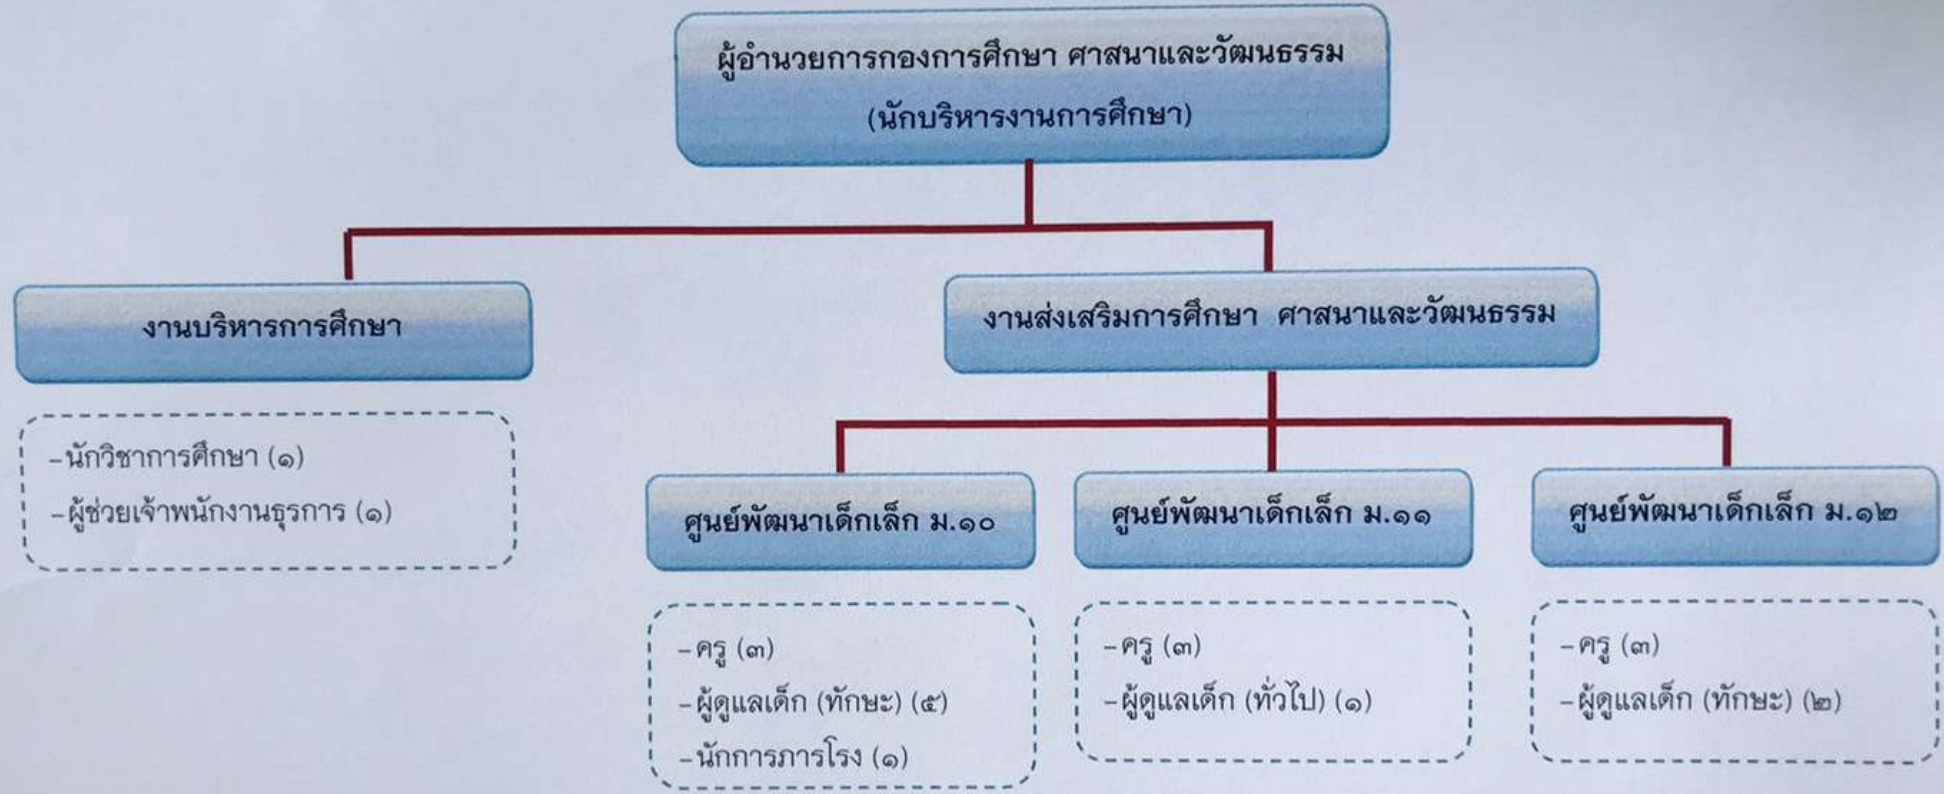 ผู้อำนวยการกองการศึกษา ศาสนาและวัฒนธรรม
(นักบริหารงานการศึกษา)
งานบริหารการศึกษา
งานส่งเสริมการศึกษา ศาสนาและวัฒนธรรม
-นักวิชาการศึกษา (๑)
-ผู้ช่วยเจ้าพนักงานธุรการ (๑)
ศูนย์พัฒนาเด็กเล็ก ม.๑๐
ศูนย์พัฒนาเด็กเล็ก ม.๑๑
ศูนย์พัฒนาเด็กเล็ก ม.๑๒
-ครู (๓)
-ผู้ดูแลเด็ก (ทักษะ) (๕)
-นักการภารโรง (๑)
-ครู (๓)
-ผู้ดูแลเด็ก (ทั่วไป) (๑)
-ครู (๓)
-ผู้ดูแลเด็ก (ทักษะ) (๒)